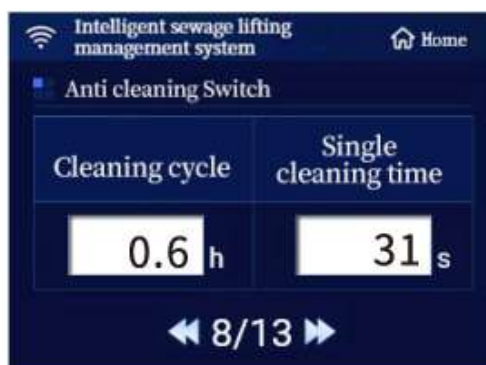 Intelligent sewage lifting
management system
Home
Anti cleaning Switch
Cleaning cycle
Single
cleaning time
0.6 h
31 s
8/13